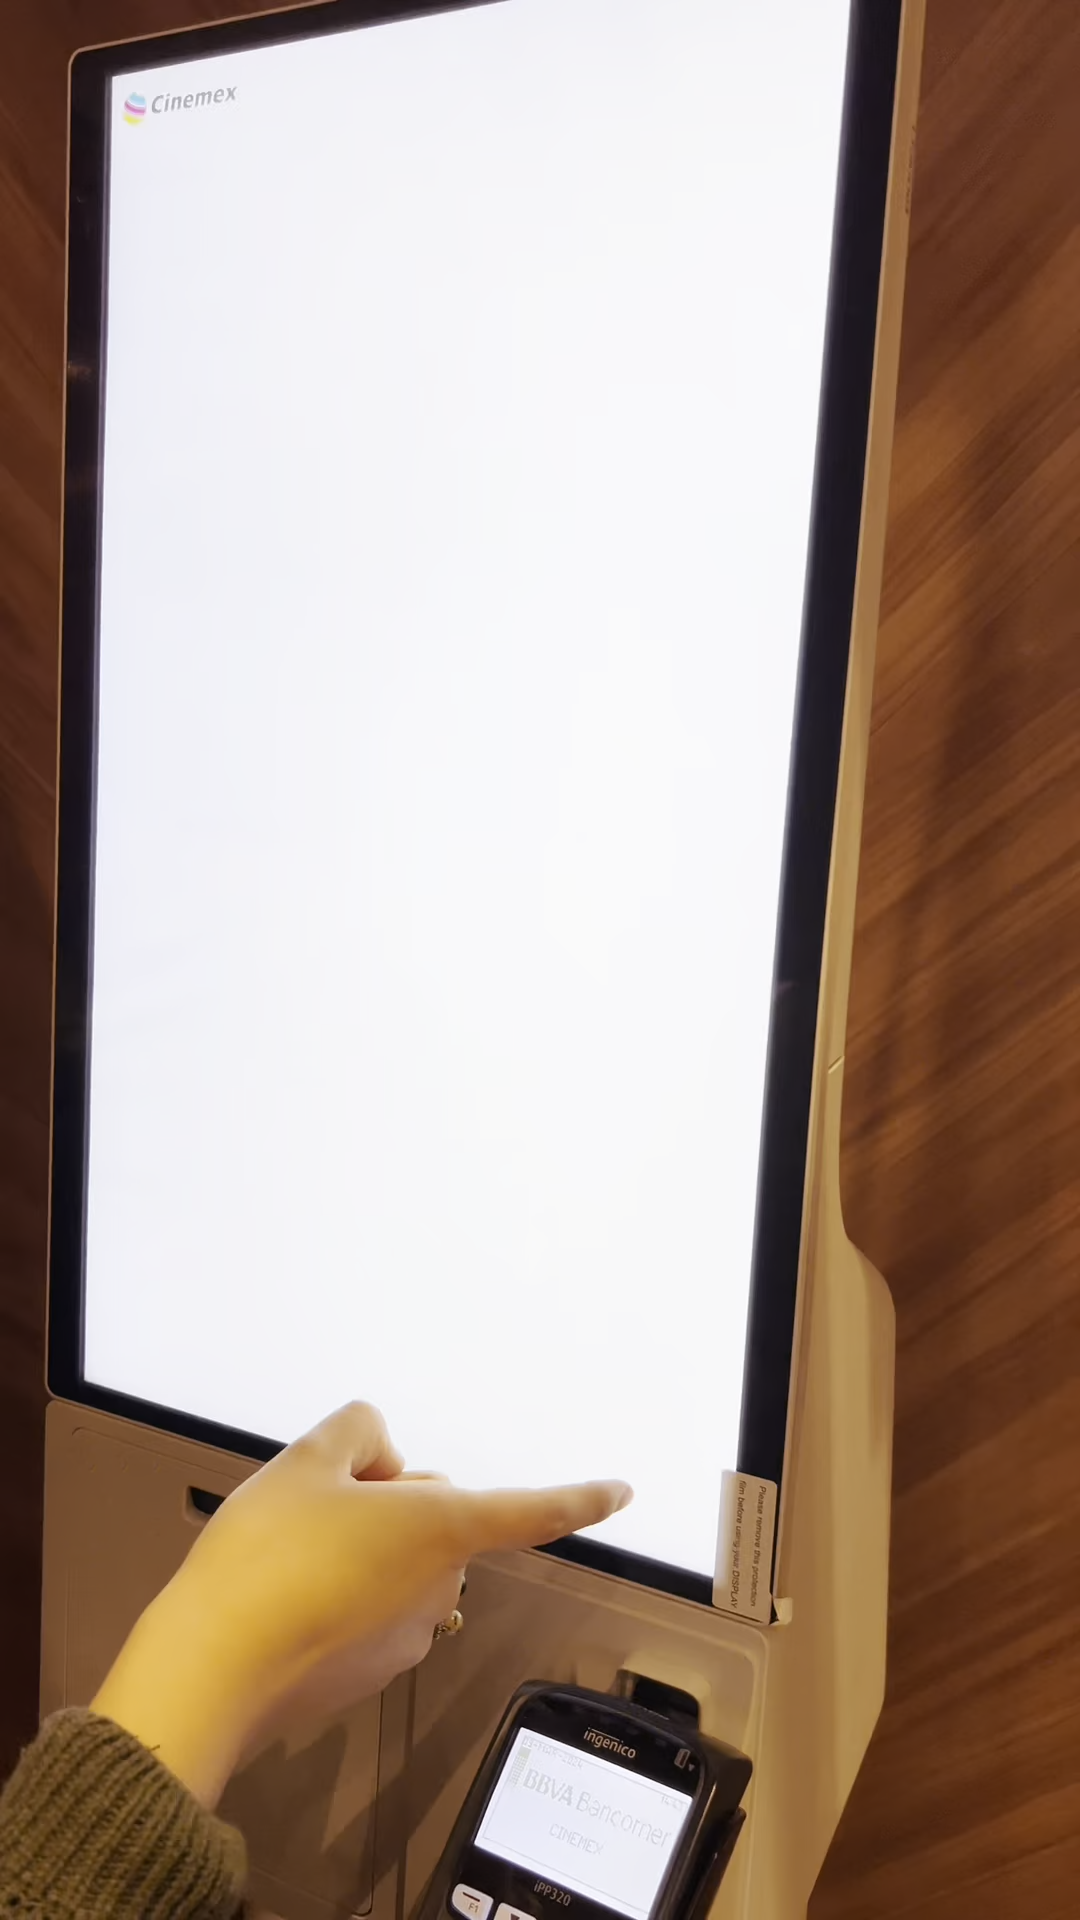 Cinemex
Please remove this protection
film before using your DISPLAY.
ingenico
BBVA Bancomer
CINEMEX
iPP320
F1